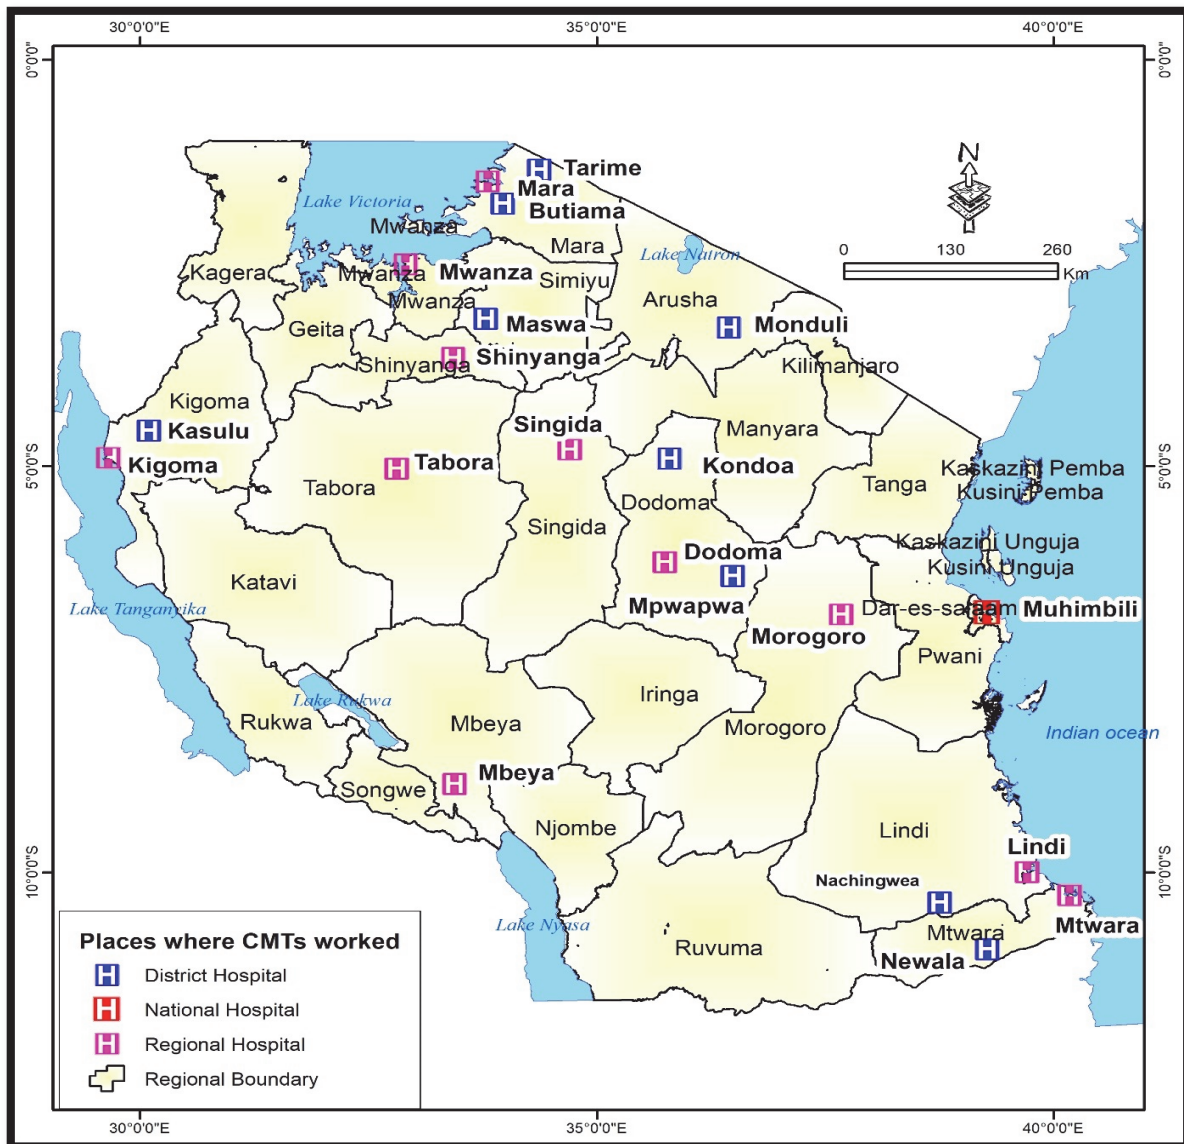 30°0'0"E 35°0'0"E 40°0'0"E
0°0'0" 0°0'0"
N
Tarime
Mara
Lake Victoria
Butiama
Mwanza
Mara
Lake Natron
0 130 260
Km
Kagera
Mwanza
Mwanza
Simiyu
Mwanza
Arusha
Geita
Maswa
Monduli
Shinyanga
Shinyanga
Kilimanjaro
Kigoma
Kasulu
Singida
Manyara
Kigoma
Tabora
Kondoa
Kaskazini Pemba
5°0'0"S 5°0'0"S
Tabora
Dodoma
Tanga
Kusini Pemba
Singida
Kaskazini Unguja
Dodoma
Kusini Unguja
Katavi
Lake Tanganyika
Mpwapwa
Dar-es-salaam
Muhimbili
Morogoro
Pwani
Lake Rukwa
Iringa
Rukwa
Mbeya
Morogoro
Indian ocean
Mbeya
Songwe
Njombe
Lindi
Lindi
10°0'0"S 10°0'0"S
Nachingwea
Lake Nyasa
Mtwara
Mtwara
Ruvuma
Newala
Places where CMTs worked
H District Hospital
H National Hospital
H Regional Hospital
Regional Boundary
30°0'0"E 35°0'0"E 40°0'0"E